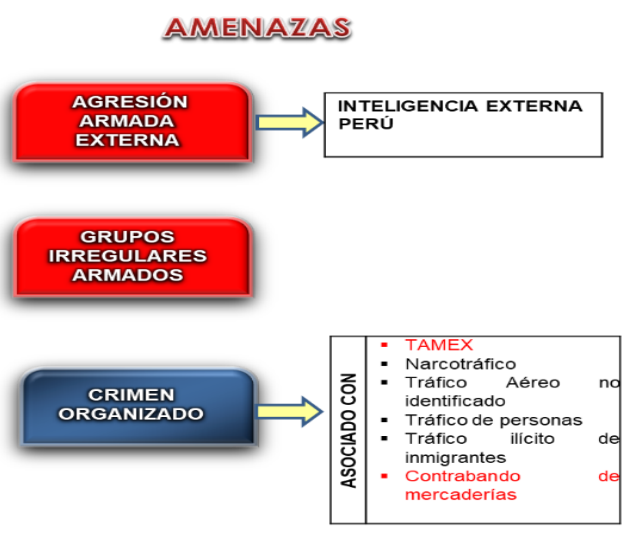 AMENAZAS
AGRESIÓN
ARMADA
EXTERNA
INTELIGENCIA EXTERNA
PERÚ
GRUPOS
IRREGULARES
ARMADOS
CRIMEN
ORGANIZADO
ASOCIADO CON
▪ TAMEX
▪ Narcotráfico
▪ Tráfico Aéreo no
identificado
▪ Tráfico de personas
▪ Tráfico ilícito de
inmigrantes
▪ Contrabando de
mercaderías